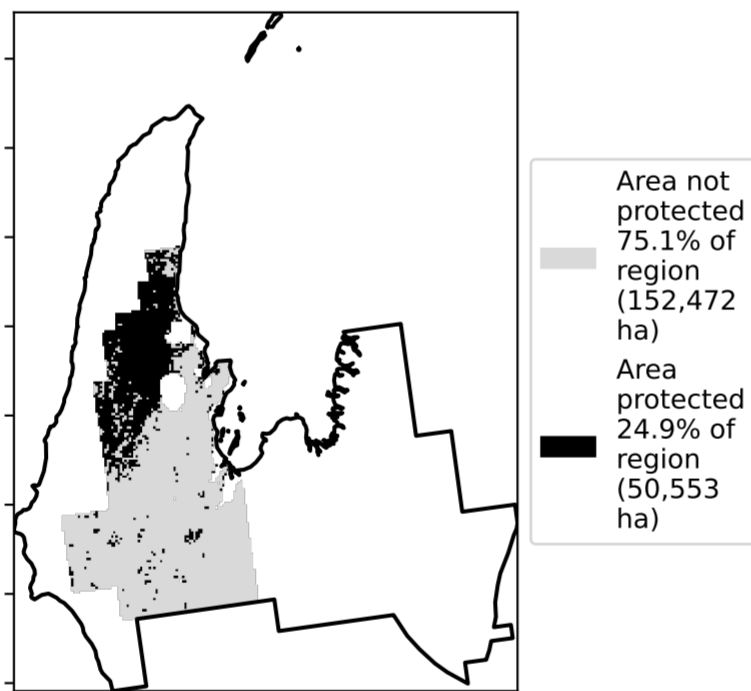 Area not
protected
75.1% of
region
(152,472
ha)
Area
protected
24.9% of
region
(50,553
ha)